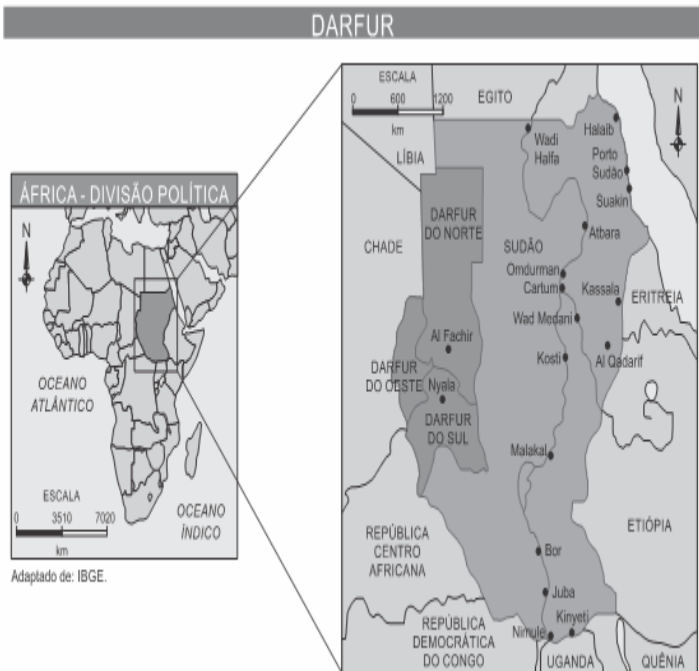 DARFUR
ÁFRICA - DIVISÃO POLÍTICA
N
OCEANO
ATLÂNTICO
OCEANO
ÍNDICO
ESCALA
0 3510 7020
km
Adaptado de: IBGE.
ESCALA
0 600 1200
km
EGITO
N
LÍBIA
Wadi
Halfa
Halaib
Porto
Sudão
Suakin
DARFUR
DO NORTE
CHADE
SUDÃO
Atbara
Omdurman
Cartum
Kassala
ERITREIA
Wad Medani
Al Fachir
Kosti
Al Qadarif
DARFUR
DO OESTE
Nyala
DARFUR
DO SUL
Malakal
REPÚBLICA
CENTRO
AFRICANA
ETIÓPIA
Bor
Juba
Kinyeti
Nimule
REPÚBLICA
DEMOCRÁTICA
DO CONGO
UGANDA
QUÊNIA